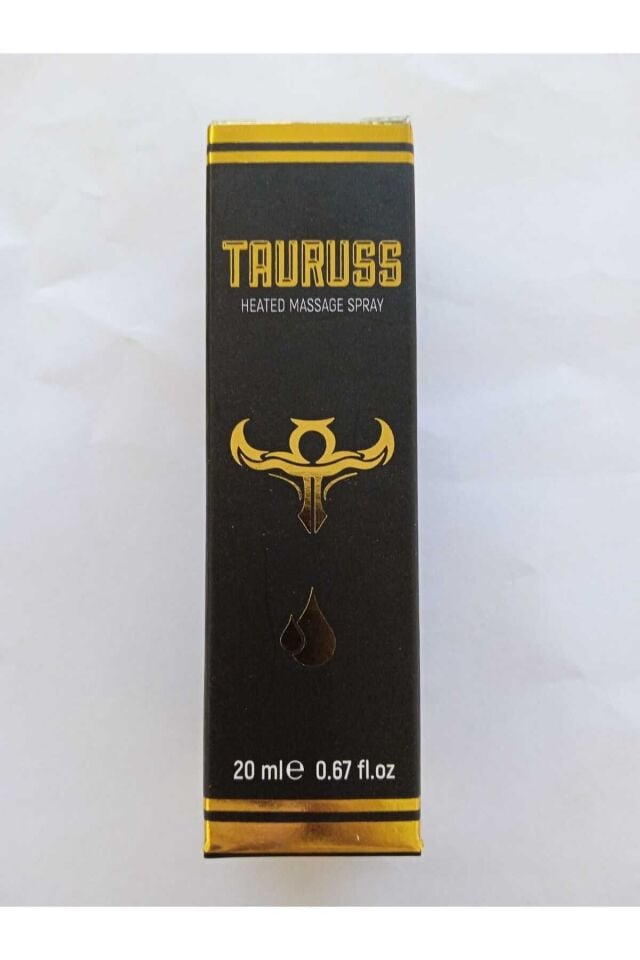 TAURUSS
HEATED MASSAGE SPRAY
20 ml℮ 0.67 fl.oz